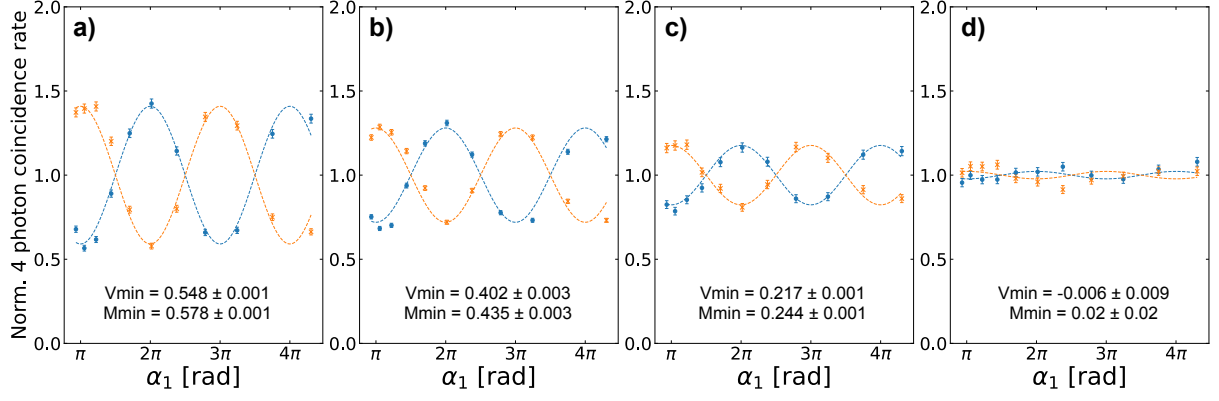 Norm. 4 photon coincidence rate
a)
2.0
1.5
1.0
0.5
0.0
Vmin = 0.548 ± 0.001
Mmin = 0.578 ± 0.001
π 2π 3π 4π
α₁ [rad]
b)
2.0
1.5
1.0
0.5
0.0
Vmin = 0.402 ± 0.003
Mmin = 0.435 ± 0.003
π 2π 3π 4π
α₁ [rad]
c)
2.0
1.5
1.0
0.5
0.0
Vmin = 0.217 ± 0.001
Mmin = 0.244 ± 0.001
π 2π 3π 4π
α₁ [rad]
d)
2.0
1.5
1.0
0.5
0.0
Vmin = -0.006 ± 0.009
Mmin = 0.02 ± 0.02
π 2π 3π 4π
α₁ [rad]